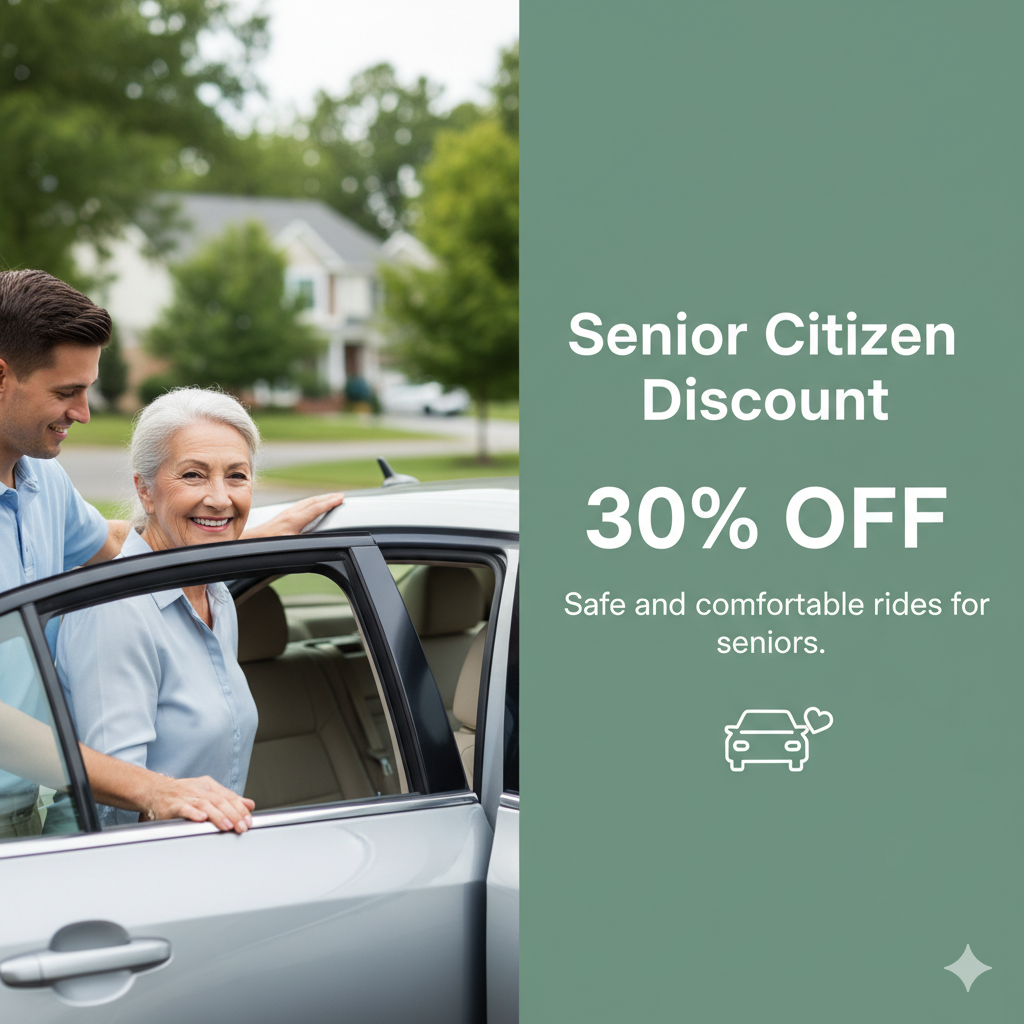 Senior Citizen
Discount
30% OFF
Safe and comfortable rides for
seniors.